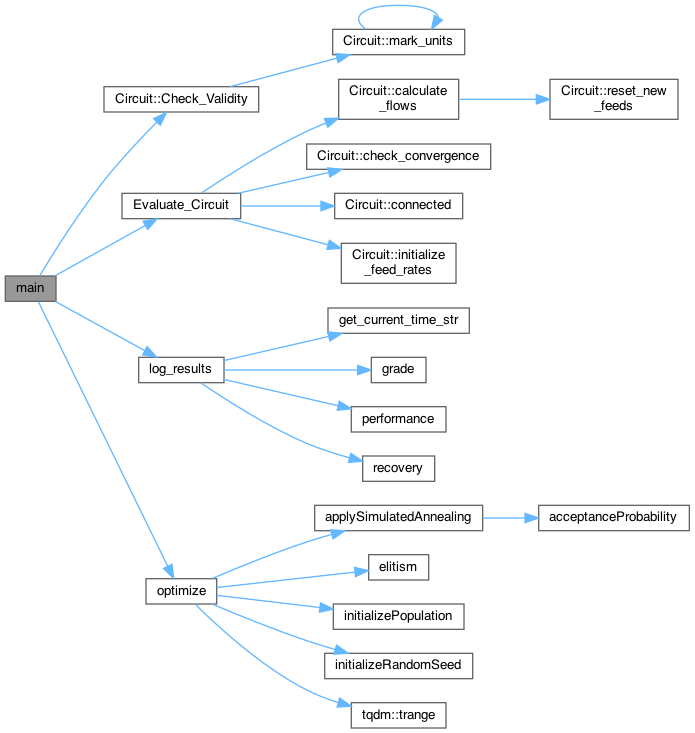 Circuit::mark_units
Circuit::Check_Validity
Circuit::calculate
_flows
Circuit::reset_new
_feeds
Circuit::check_convergence
Evaluate_Circuit
Circuit::connected
Circuit::initialize
_feed_rates
main
get_current_time_str
log_results
grade
performance
recovery
applySimulatedAnnealing
acceptanceProbability
elitism
optimize
initializePopulation
initializeRandomSeed
tqdm::trange